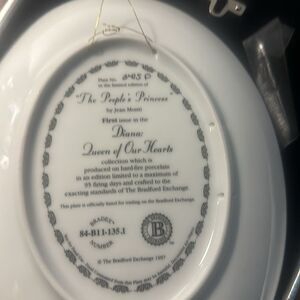 Plate No.
in the limited edition of
"The People's Princess"
by Jean Monti
First issue in the
Diana:
Queen of Our Hearts
collection which is
produced on hard-fire porcelain
in an edition limited to a maximum of
95 firing days and crafted to the
exacting standards of The Bradford Exchange.
This plate is officially listed for trading on the Bradford Exchange.
BRADEX
84-B11-135.1
NUMBER
B
© The Bradford Exchange 1997